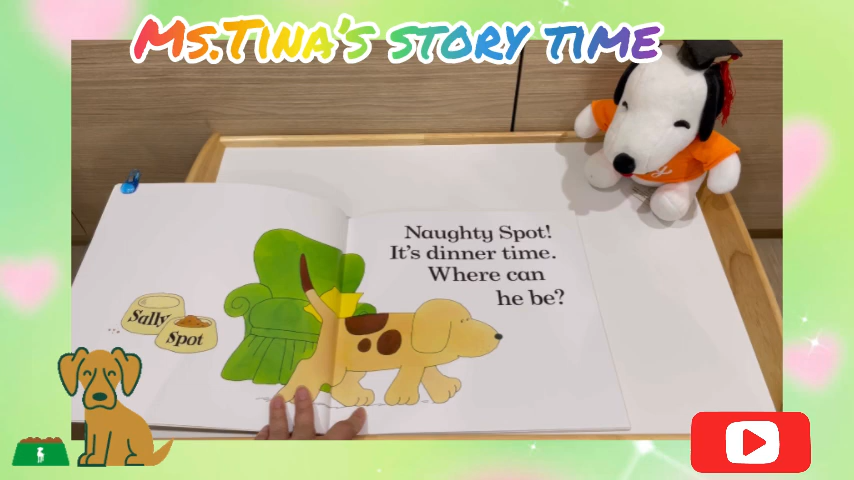 Ms.Tina's story time
Naughty Spot!
It's dinner time.
Where can
he be?
Sally
Spot